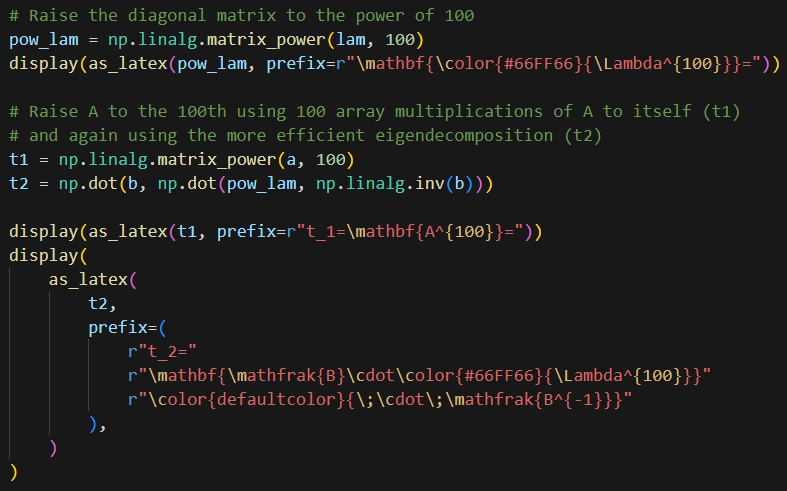 # Raise the diagonal matrix to the power of 100
pow_lam = np.linalg.matrix_power(lam, 100)
display(as_latex(pow_lam, prefix=r"\mathbf{\color{#66FF66}{\Lambda^{100}}}="))

# Raise A to the 100th using 100 array multiplications of A to itself (t1)
# and again using the more efficient eigendecomposition (t2)
t1 = np.linalg.matrix_power(a, 100)
t2 = np.dot(b, np.dot(pow_lam, np.linalg.inv(b)))

display(as_latex(t1, prefix=r"t_1=\mathbf{A^{100}}="))
display(
    as_latex(
        t2,
        prefix=(
            r"t_2="
            r"\mathbf{\mathfrak{B}\cdot\color{#66FF66}{\Lambda^{100}}}"
            r"\color{defaultcolor}{\;\cdot\;\mathfrak{B^{-1}}}"
        ),
    )
)